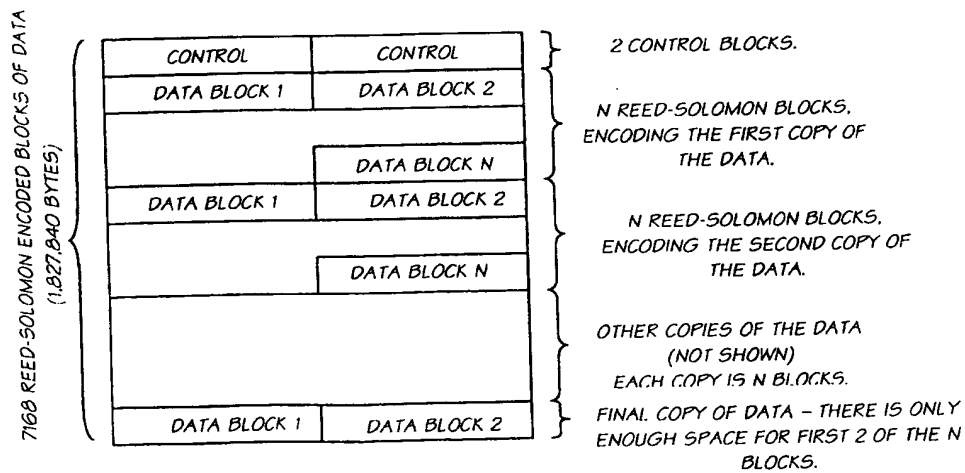 7168 REED-SOLOMON ENCODED BLOCKS OF DATA
(1,827,840 BYTES)
CONTROL CONTROL
2 CONTROL BLOCKS.
DATA BLOCK 1 DATA BLOCK 2
N REED-SOLOMON BLOCKS,
ENCODING THE FIRST COPY OF
THE DATA.
DATA BLOCK N
DATA BLOCK 1 DATA BLOCK 2
N REED-SOLOMON BLOCKS,
ENCODING THE SECOND COPY OF
THE DATA.
DATA BLOCK N
OTHER COPIES OF THE DATA
(NOT SHOWN)
EACH COPY IS N BLOCKS.
DATA BLOCK 1 DATA BLOCK 2
FINAL COPY OF DATA – THERE IS ONLY
ENOUGH SPACE FOR FIRST 2 OF THE N
BLOCKS.